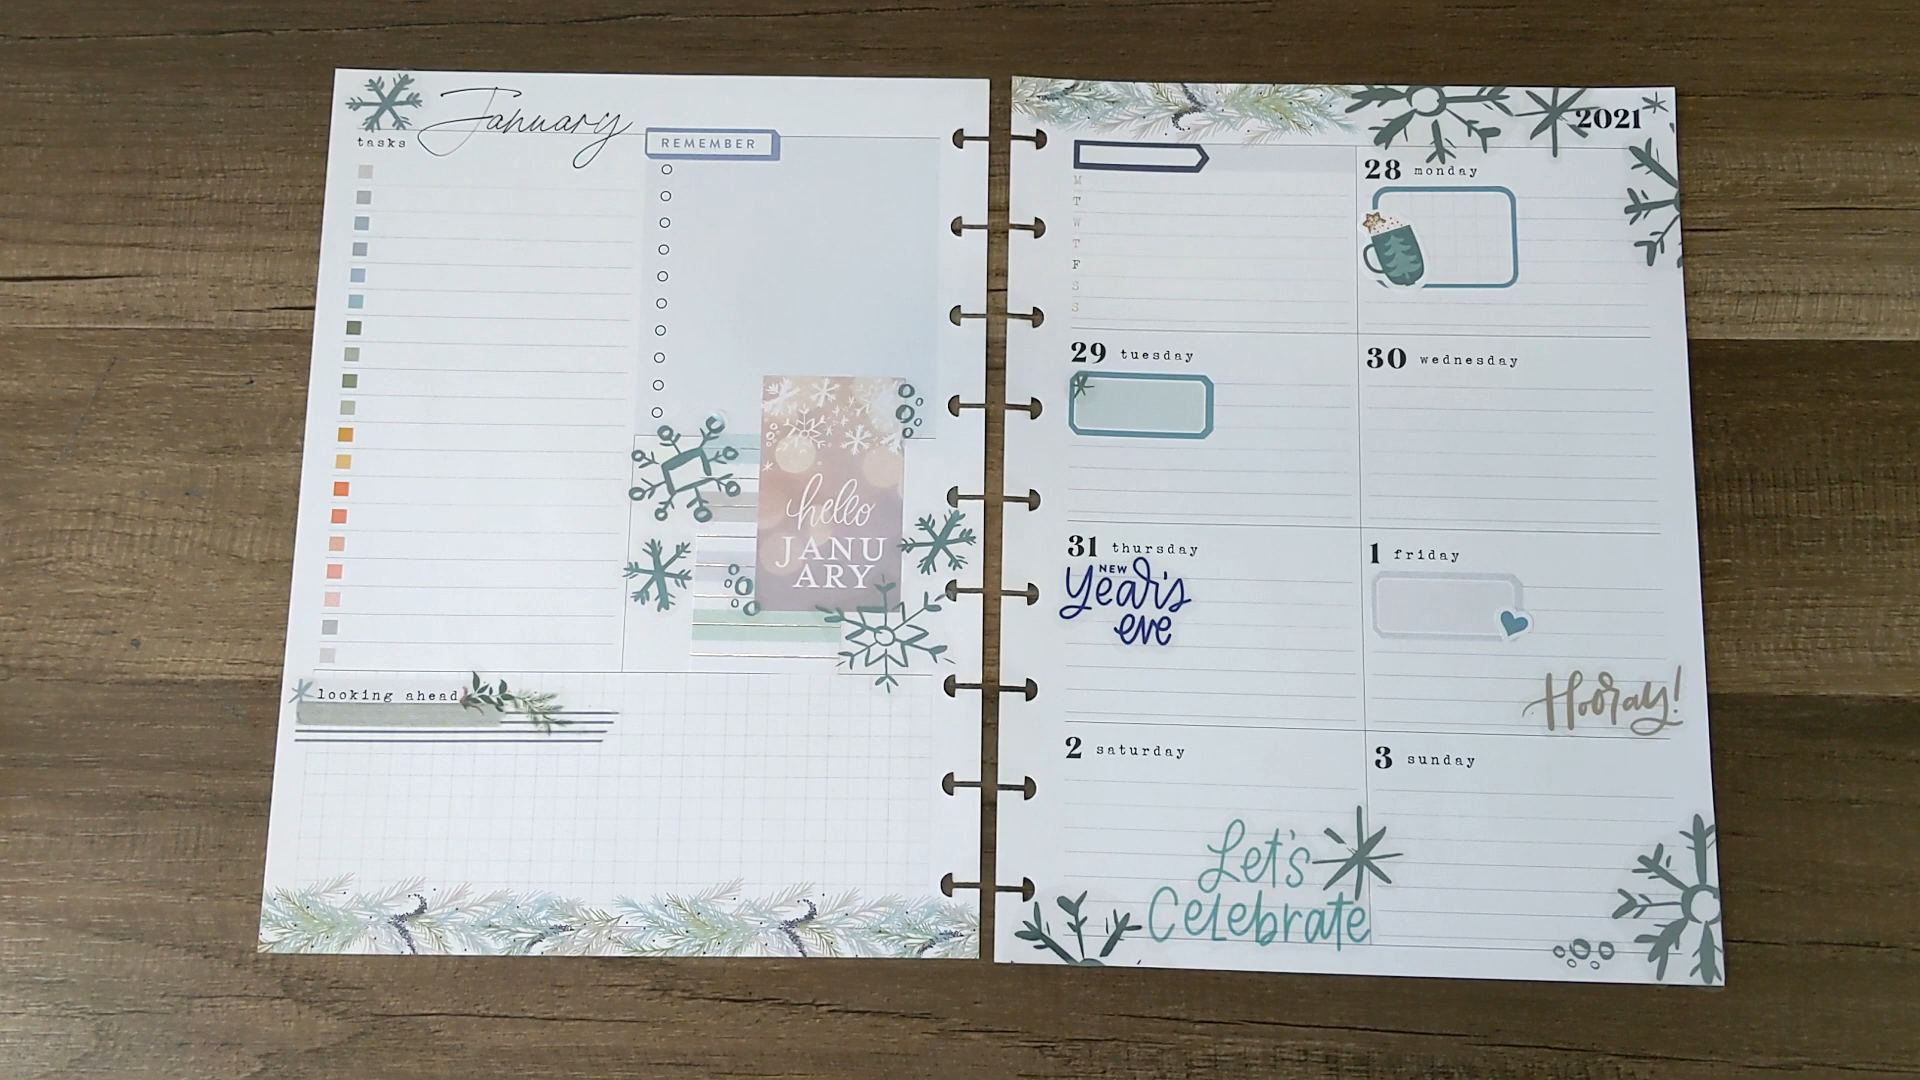 January
tasks
REMEMBER
hello
JANU
ARY
looking ahead
2021
M
T
W
T
F
S
S
28 monday
29 tuesday
30 wednesday
31 thursday
NEW
Year's
eve
1 friday
Hooray!
2 saturday
3 sunday
Let's
Celebrate